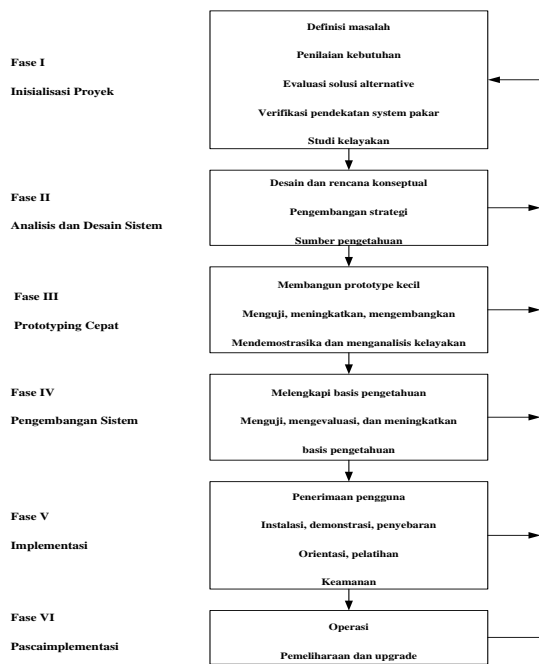 Fase I
Inisialisasi Proyek
Definisi masalah
Penilaian kebutuhan
Evaluasi solusi alternative
Verifikasi pendekatan system pakar
Studi kelayakan
Fase II
Analisis dan Desain Sistem
Desain dan rencana konseptual
Pengembangan strategi
Sumber pengetahuan
Fase III
Prototyping Cepat
Membangun prototype kecil
Menguji, meningkatkan, mengembangkan
Mendemostrasika dan menganalisis kelayakan
Fase IV
Pengembangan Sistem
Melengkapi basis pengetahuan
Menguji, mengevaluasi, dan meningkatkan
basis pengetahuan
Fase V
Implementasi
Penerimaan pengguna
Instalasi, demonstrasi, penyebaran
Orientasi, pelatihan
Keamanan
Fase VI
Pascaimplementasi
Operasi
Pemeliharaan dan upgrade